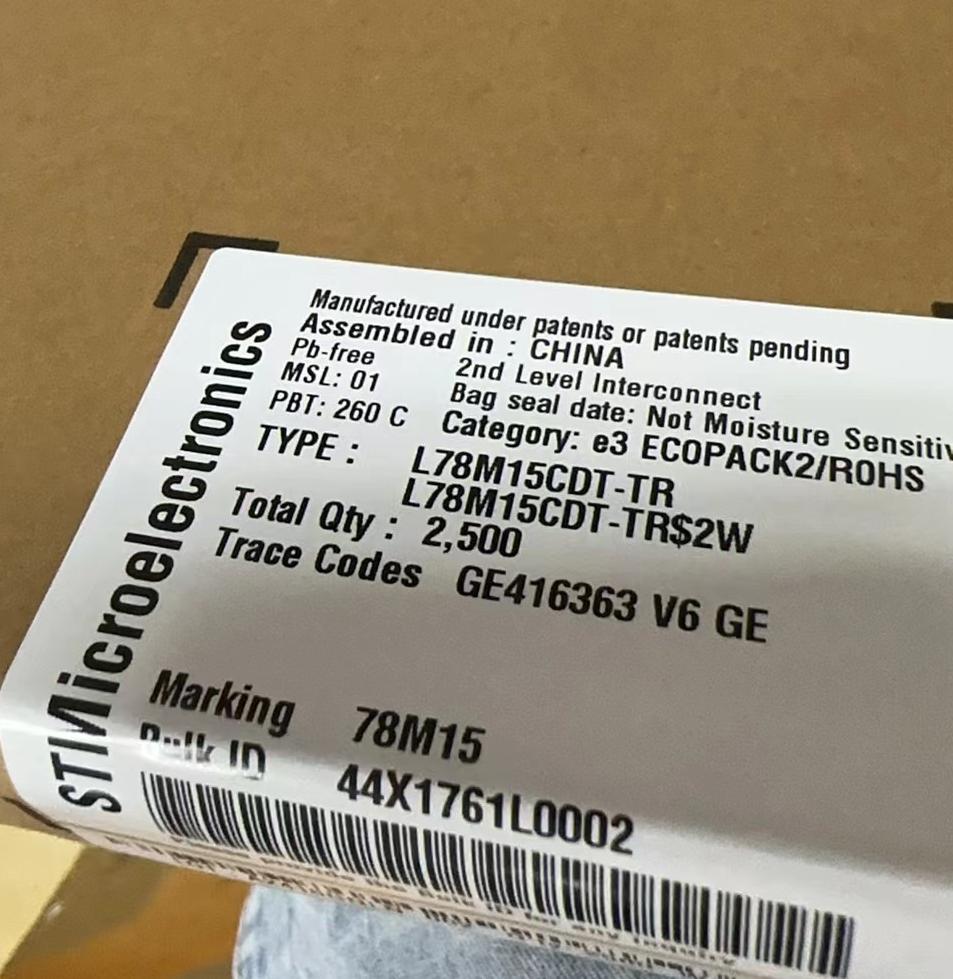 STMicroelectronics
Manufactured under patents or patents pending
Assembled in : CHINA
Pb-free 2nd Level Interconnect
MSL: 01 Bag seal date: Not Moisture Sensitiv
PBT: 260 C Category: e3 ECOPACK2/ROHS
TYPE : L78M15CDT-TR
L78M15CDT-TR$2W
Total Qty : 2,500
Trace Codes GE416363 V6 GE
Marking 78M15
Bulk ID 44X1761L0002